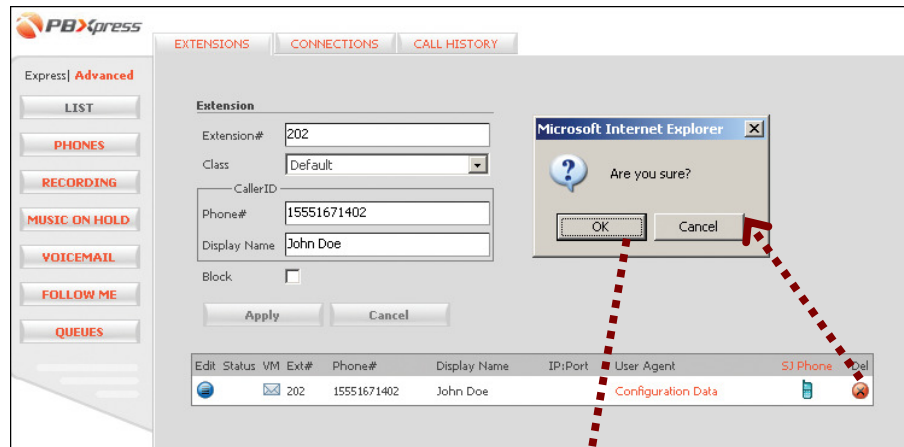 PBXpress
EXTENSIONS CONNECTIONS CALL HISTORY
Express| Advanced
LIST
PHONES
RECORDING
MUSIC ON HOLD
VOICEMAIL
FOLLOW ME
QUEUES
Extension
Extension# 202
Class Default
CallerID
Phone# 15551671402
Display Name John Doe
Block
Apply Cancel
Microsoft Internet Explorer
Are you sure?
OK Cancel
Edit Status VM Ext# Phone# Display Name IP:Port User Agent SJ Phone Del
202 15551671402 John Doe Configuration Data